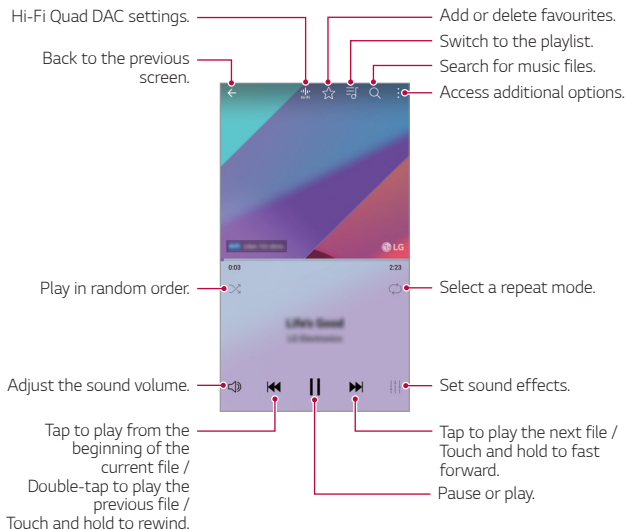 Hi-Fi Quad DAC settings.
Back to the previous
screen.
Add or delete favourites.
Switch to the playlist.
Search for music files.
Access additional options.
LG
0:03
2:23
Play in random order.
Select a repeat mode.
Life's Good
LG Electronics
Adjust the sound volume.
Set sound effects.
Tap to play from the
beginning of the
current file /
Double-tap to play the
previous file /
Touch and hold to rewind.
Tap to play the next file /
Touch and hold to fast
forward.
Pause or play.